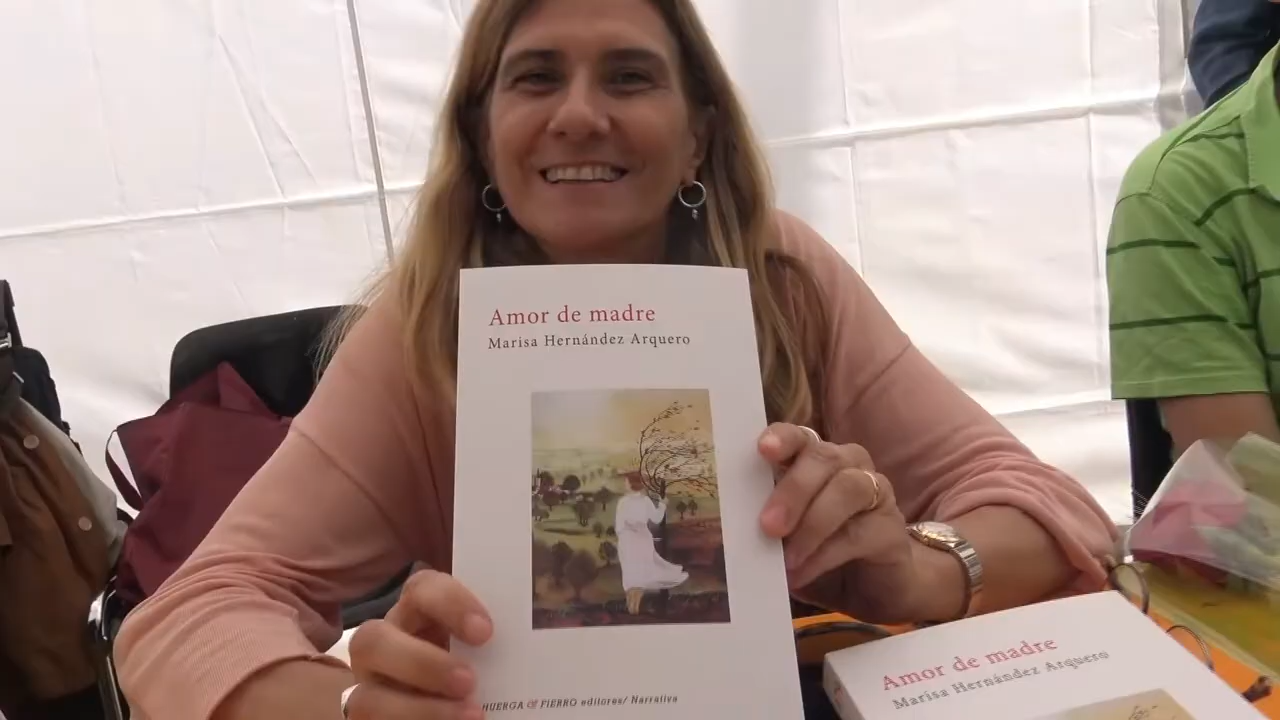 Amor de madre
Marisa Hernández Arquero
HUERGA & FIERRO editores/ Narrativa
Amor de madre
Marisa Hernández Arquero